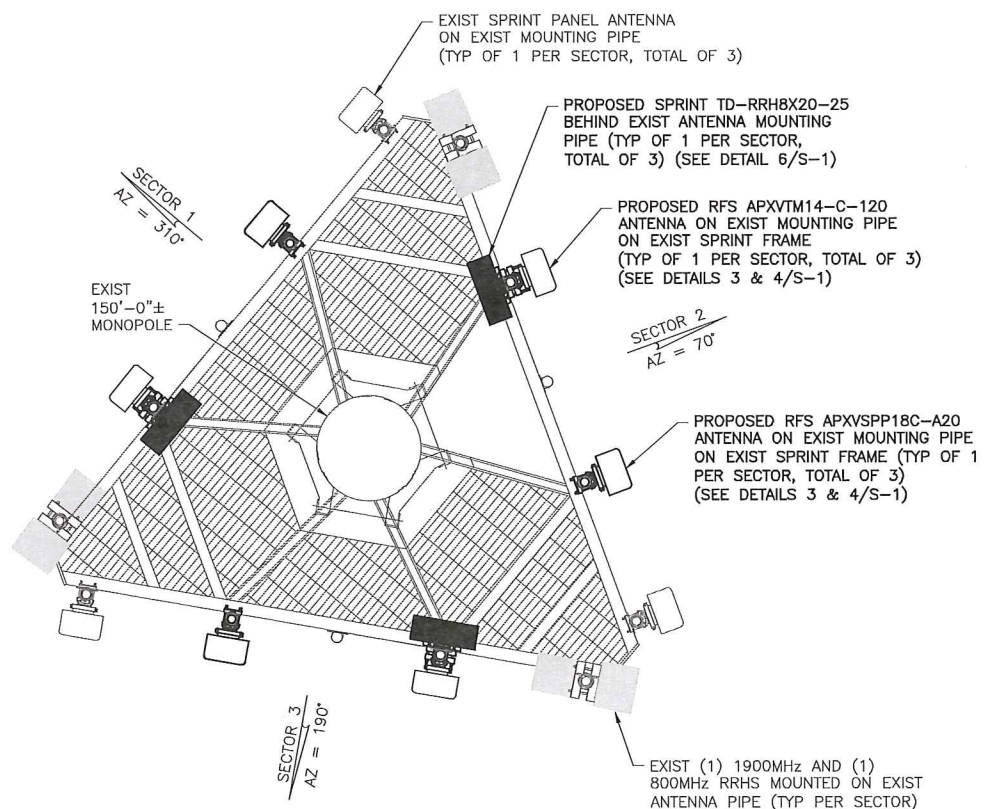 EXIST SPRINT PANEL ANTENNA
ON EXIST MOUNTING PIPE
(TYP OF 1 PER SECTOR, TOTAL OF 3)
PROPOSED SPRINT TD-RRH8X20-25
BEHIND EXIST ANTENNA MOUNTING
PIPE (TYP OF 1 PER SECTOR,
TOTAL OF 3) (SEE DETAIL 6/S-1)
SECTOR 1
AZ = 310°
PROPOSED RFS APXVTM14-C-120
ANTENNA ON EXIST MOUNTING PIPE
ON EXIST SPRINT FRAME
(TYP OF 1 PER SECTOR, TOTAL OF 3)
(SEE DETAILS 3 & 4/S-1)
EXIST
150'-0"±
MONOPOLE
SECTOR 2
AZ = 70°
PROPOSED RFS APXVSPP18C-A20
ANTENNA ON EXIST MOUNTING PIPE
ON EXIST SPRINT FRAME (TYP OF 1
PER SECTOR, TOTAL OF 3)
(SEE DETAILS 3 & 4/S-1)
SECTOR 3
AZ = 190°
EXIST (1) 1900MHz AND (1)
800MHz RRHS MOUNTED ON EXIST
ANTENNA PIPE (TYP PER SECTOR)